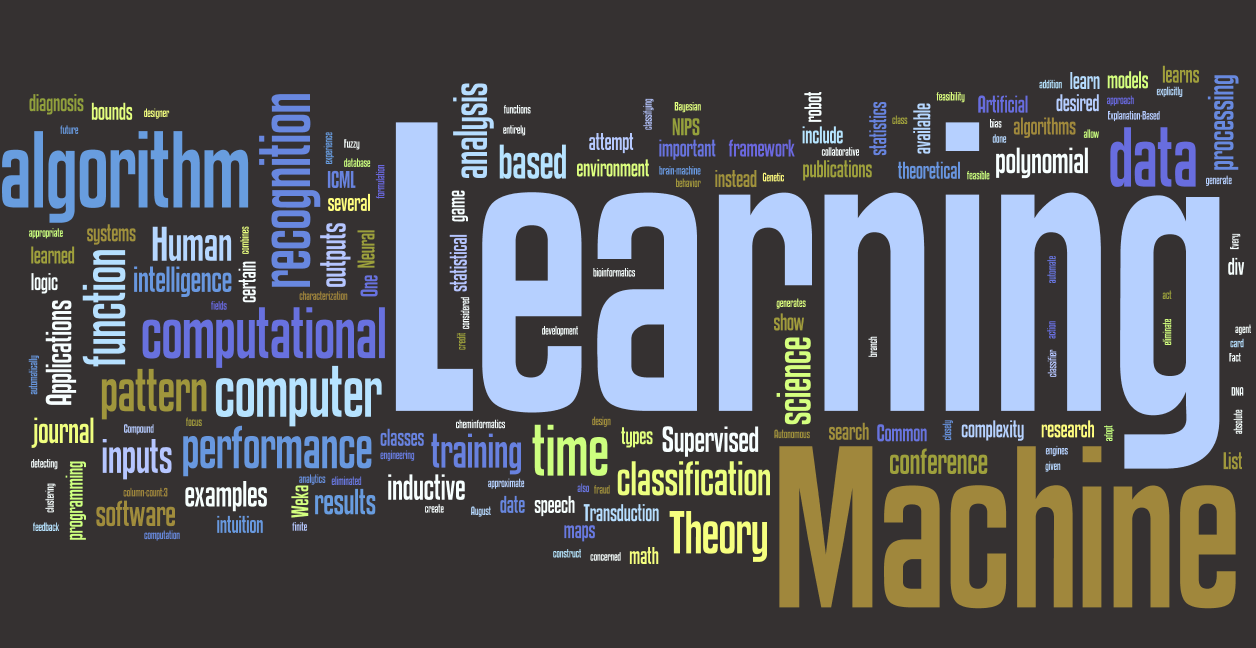 diagnosis
bounds
designer
future
algorithm
recognition
experience
fuzzy
database
ICML
formulation
several
analysis
functions
entirely
based
attempt
environment
classifying
Bayesian
NIPS
important
framework
brain-machine
behavior
instead
Genetic
robot
include
collaborative
publications
statistics
class
available
feasibility
theoretical
feasible
Artificial
bias
done
algorithms
polynomial
addition
learn
models
learns
explicitly
desired
approach
Explanation-Based
allow
data
processing
generate
appropriate
systems
learned
logic
Human
combines
intelligence
certain
outputs
Neural
One
characterization
fields
function
Applications
automatically
computational
pattern
computer
game
statistical
considered
credit
Learning
bioinformatics
development
generates
show
science
branch
automate
action
classifier
act
eliminate
trying
div
agent
card
fact
DNA
absolute
journal
Compound
focus
inputs
performance
detecting
clustering
programming
feedback
column-count:3
software
computation
examples
intuition
analytics
eliminated
Weka
results
finite
classes
engineering
cheminformatics
training
inductive
approximate
create
August
date
time
design
types
Supervised
classification
also
fraud
speech
Transduction
maps
construct
concerned
math
Theory
Autonomous
search
Common
closely
complexity
research
adapt
engines
given
conference
List
Machine